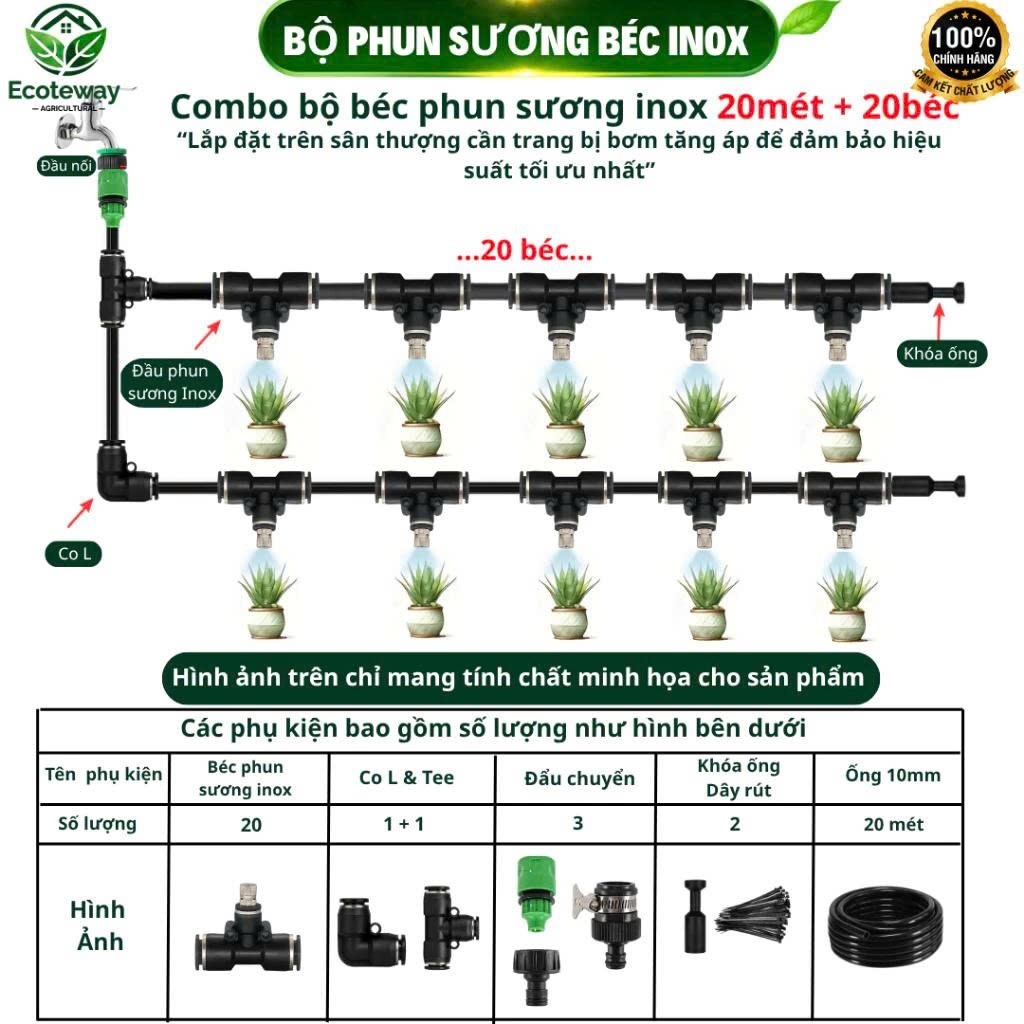 BỘ PHUN SƯƠNG BÉC INOX
100%
CHÍNH HÃNG
CAM KẾT CHẤT LƯỢNG
Ecoteway
AGRICULTURAL
Combo bộ béc phun sương inox 20mét + 20béc
“Lắp đặt trên sân thượng cần trang bị bơm tăng áp để đảm bảo hiệu
suất tối ưu nhất”
Đầu nối
...20 béc...
Đầu phun
sương Inox
Khóa ống
Co L
Hình ảnh trên chỉ mang tính chất minh họa cho sản phẩm
Các phụ kiện bao gồm số lượng như hình bên dưới
Tên phụ kiện
Béc phun
sương inox
Co L & Tee
Đẩu chuyển
Khóa ống
Dây rút
Ống 10mm
Số lượng
20
1 + 1
3
2
20 mét
Hình
Ảnh